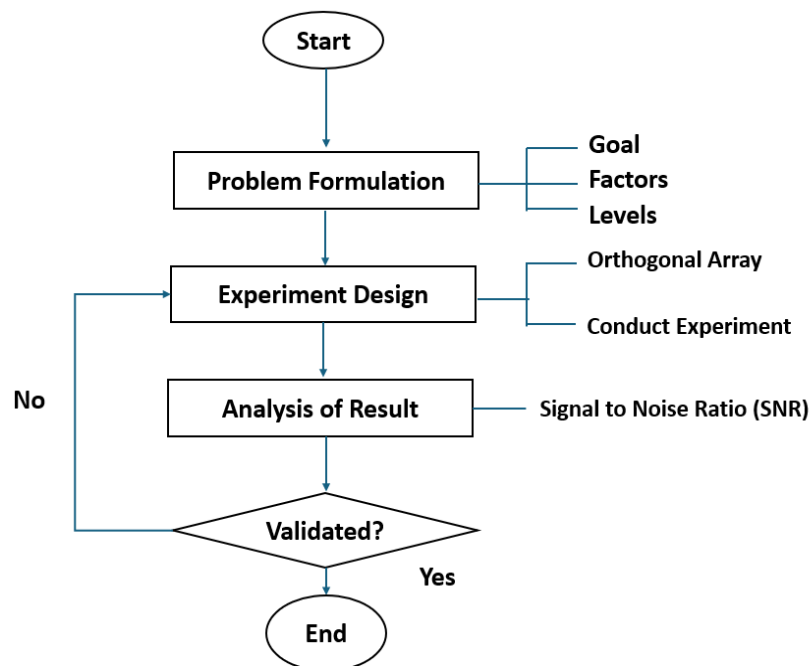 Start
Problem Formulation
Goal
Factors
Levels
Experiment Design
Orthogonal Array
Conduct Experiment
No
Analysis of Result
Signal to Noise Ratio (SNR)
Validated?
Yes
End